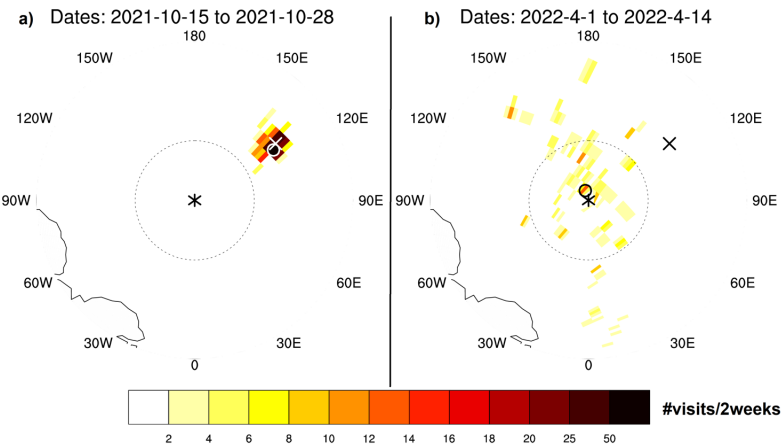 a) Dates: 2021-10-15 to 2021-10-28
180
150W 150E
120W 120E
90W 90E
60W 60E
30W 30E
0
b) Dates: 2022-4-1 to 2022-4-14
180
150W 150E
120W 120E
90W 90E
60W 60E
30W 30E
0
2 4 6 8 10 12 14 16 18 20 25 50
#visits/2weeks